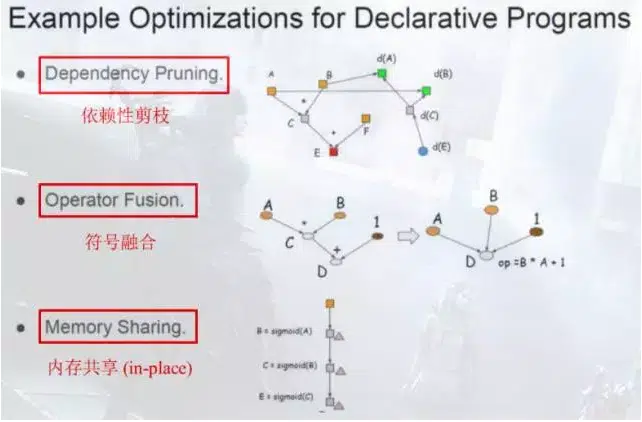 Example Optimizations for Declarative Programs
• Dependency Pruning.
依赖性剪枝
A
B
d(A)
d(B)
*
C
d(C)
+
F
E
d(E)
• Operator Fusion.
符号融合
A
B
*
1
C
+
D
B
A
1
D
op =B * A + 1
• Memory Sharing.
内存共享 (in-place)
B = sigmoid(A)
C = sigmoid(B)
E = sigmoid(C)